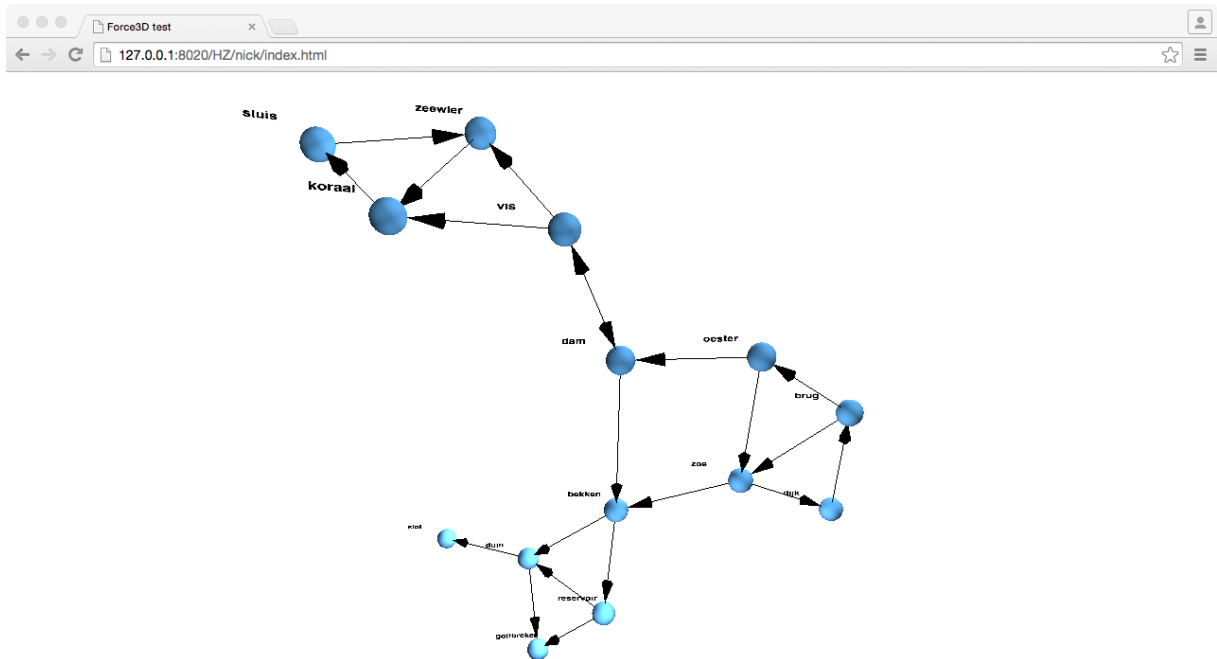 Force3D test
127.0.0.1:8020/HZ/nick/index.html
sluis
zeewier
koraal
vis
dam
oester
brug
zee
dijk
bekken
duin
reservoir